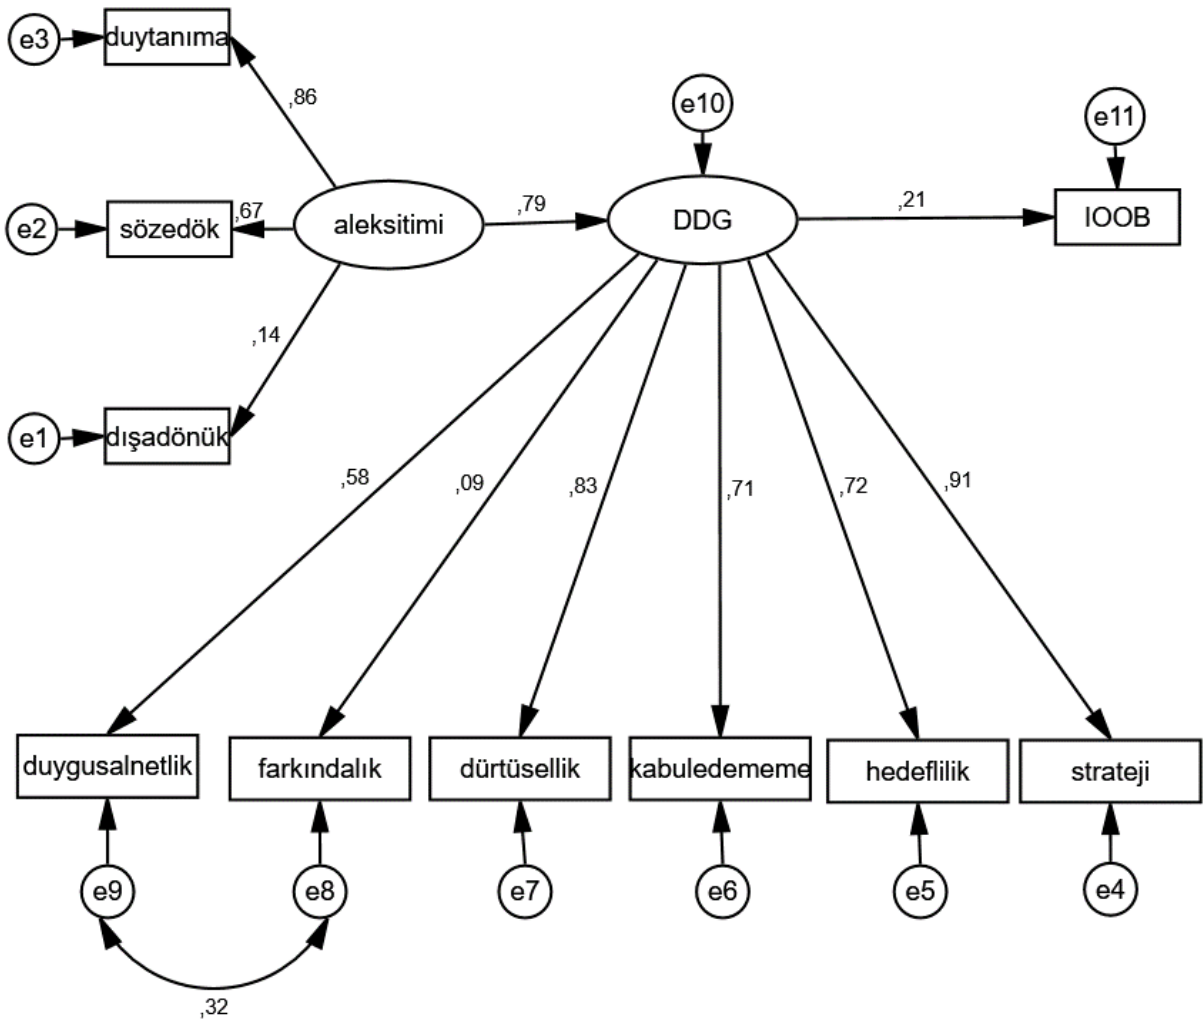 e3
duytanıma
,86
e10
e11
e2
sözedök
,67
aleksitimi
,79
DDG
,21
IOOB
,14
e1
dışadönük
,58
,09
,83
,71
,72
,91
duygusalnetlik
farkındalık
dürtüsellik
kabuledememe
hedeflilik
strateji
e9
e8
e7
e6
e5
e4
,32